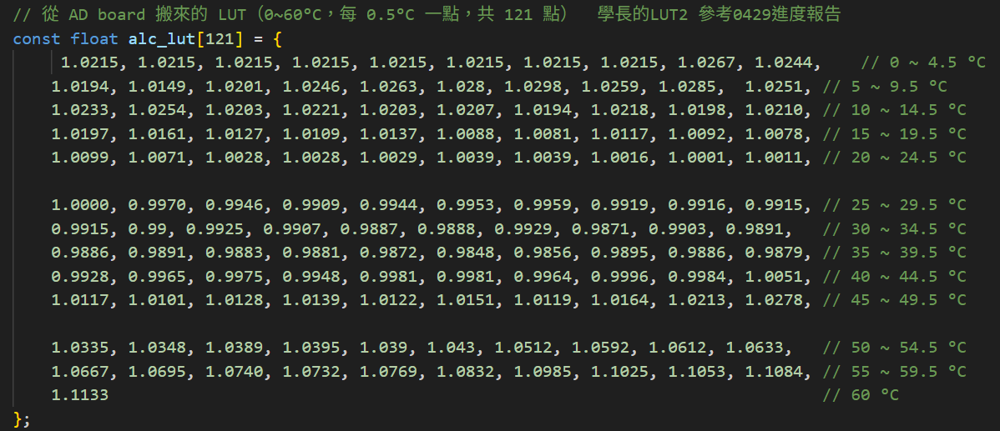 // 從 AD board 搬來的 LUT（0~60°C，每 0.5°C 一點，共 121 點）  學長的LUT2 參考0429進度報告
const float alc_lut[121] = {
1.0215, 1.0215, 1.0215, 1.0215, 1.0215, 1.0215, 1.0215, 1.0215, 1.0267, 1.0244,    // 0 ~ 4.5 °C
1.0194, 1.0149, 1.0201, 1.0246, 1.0263, 1.028, 1.0298, 1.0259, 1.0285,  1.0251, // 5 ~ 9.5 °C
1.0233, 1.0254, 1.0203, 1.0221, 1.0203, 1.0207, 1.0194, 1.0218, 1.0198, 1.0210, // 10 ~ 14.5 °C
1.0197, 1.0161, 1.0127, 1.0109, 1.0137, 1.0088, 1.0081, 1.0117, 1.0092, 1.0078, // 15 ~ 19.5 °C
1.0099, 1.0071, 1.0028, 1.0028, 1.0029, 1.0039, 1.0039, 1.0016, 1.0001, 1.0011, // 20 ~ 24.5 °C
1.0000, 0.9970, 0.9946, 0.9909, 0.9944, 0.9953, 0.9959, 0.9919, 0.9916, 0.9915, // 25 ~ 29.5 °C
0.9915, 0.99, 0.9925, 0.9907, 0.9887, 0.9888, 0.9929, 0.9871, 0.9903, 0.9891,   // 30 ~ 34.5 °C
0.9886, 0.9891, 0.9883, 0.9881, 0.9872, 0.9848, 0.9856, 0.9895, 0.9886, 0.9879, // 35 ~ 39.5 °C
0.9928, 0.9965, 0.9975, 0.9948, 0.9981, 0.9981, 0.9964, 0.9996, 0.9984, 1.0051, // 40 ~ 44.5 °C
1.0117, 1.0101, 1.0128, 1.0139, 1.0122, 1.0151, 1.0119, 1.0164, 1.0213, 1.0278, // 45 ~ 49.5 °C
1.0335, 1.0348, 1.0389, 1.0395, 1.039, 1.043, 1.0512, 1.0592, 1.0612, 1.0633,   // 50 ~ 54.5 °C
1.0667, 1.0695, 1.0740, 1.0732, 1.0769, 1.0832, 1.0985, 1.1025, 1.1053, 1.1084, // 55 ~ 59.5 °C
1.1133                                                                          // 60 °C
};